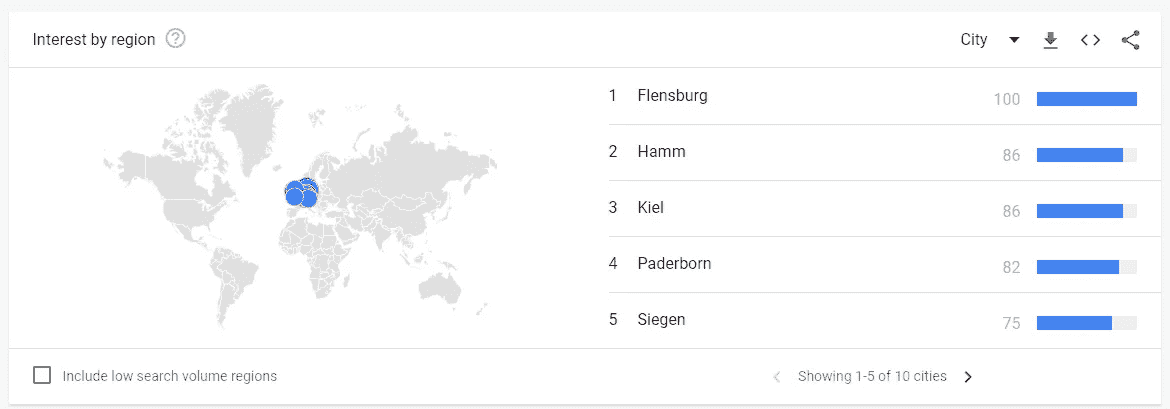 Interest by region ?
City
1 Flensburg 100
2 Hamm 86
3 Kiel 86
4 Paderborn 82
5 Siegen 75
Include low search volume regions
Showing 1-5 of 10 cities